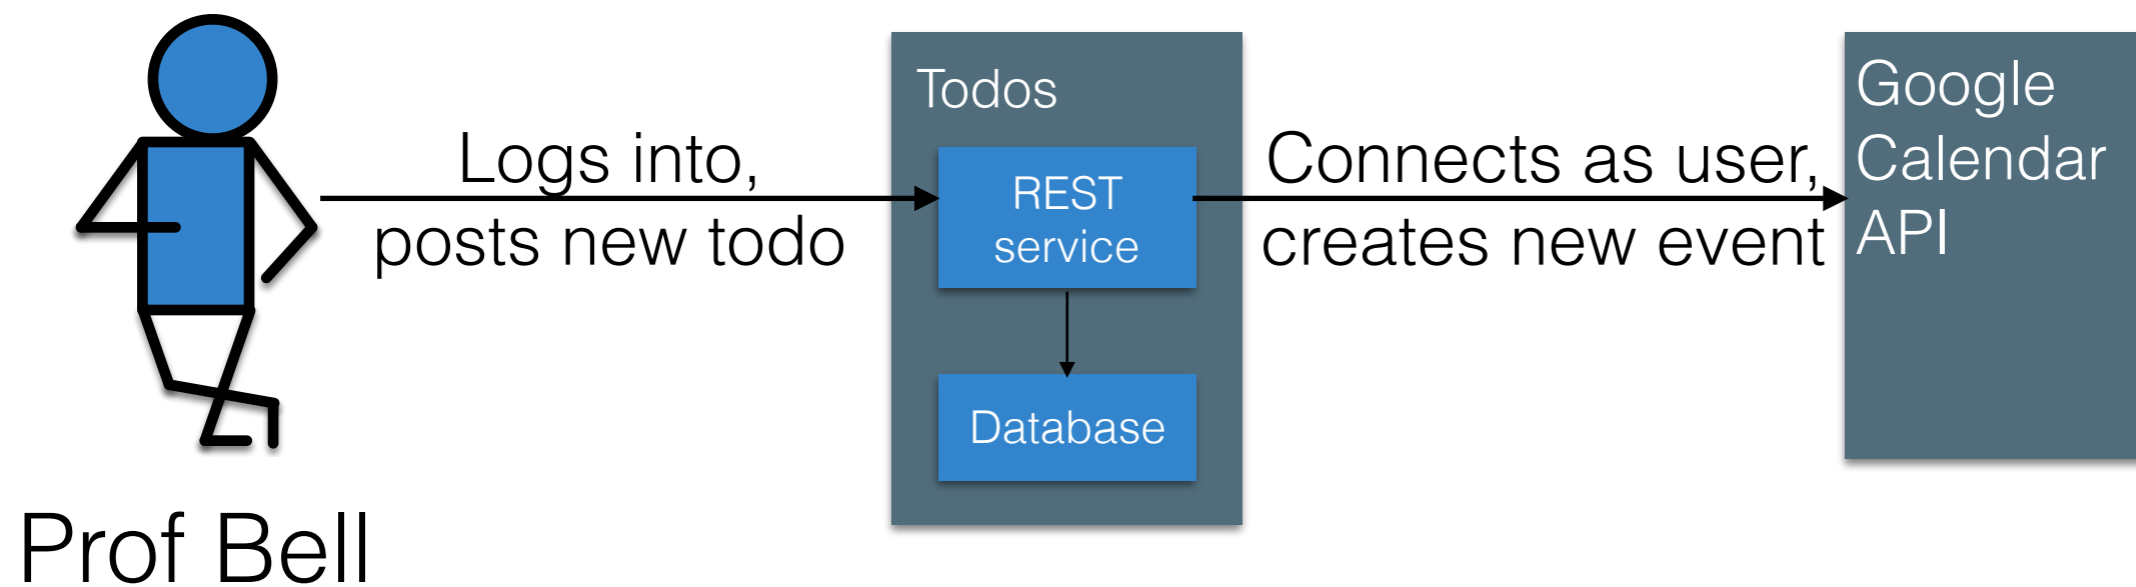 Prof Bell
Logs into,
posts new todo
Todos
REST
service
Database
Connects as user,
creates new event
Google
Calendar
API